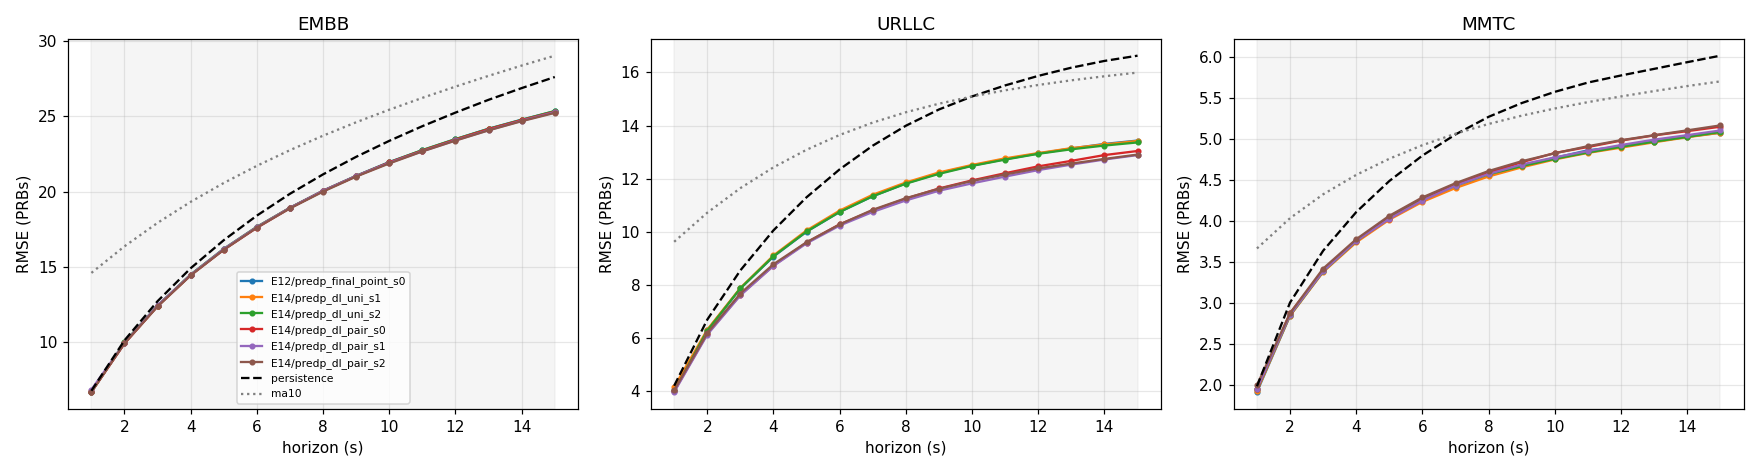 EMBB
30
25
20
15
10
RMSE (PRBs)
2 4 6 8 10 12 14
horizon (s)
E12/predp_final_point_s0
E14/predp_dl_uni_s1
E14/predp_dl_uni_s2
E14/predp_dl_pair_s0
E14/predp_dl_pair_s1
E14/predp_dl_pair_s2
persistence
ma10
URLLC
16
14
12
10
8
6
4
RMSE (PRBs)
2 4 6 8 10 12 14
horizon (s)
MMTC
6.0
5.5
5.0
4.5
4.0
3.5
3.0
2.5
2.0
RMSE (PRBs)
2 4 6 8 10 12 14
horizon (s)